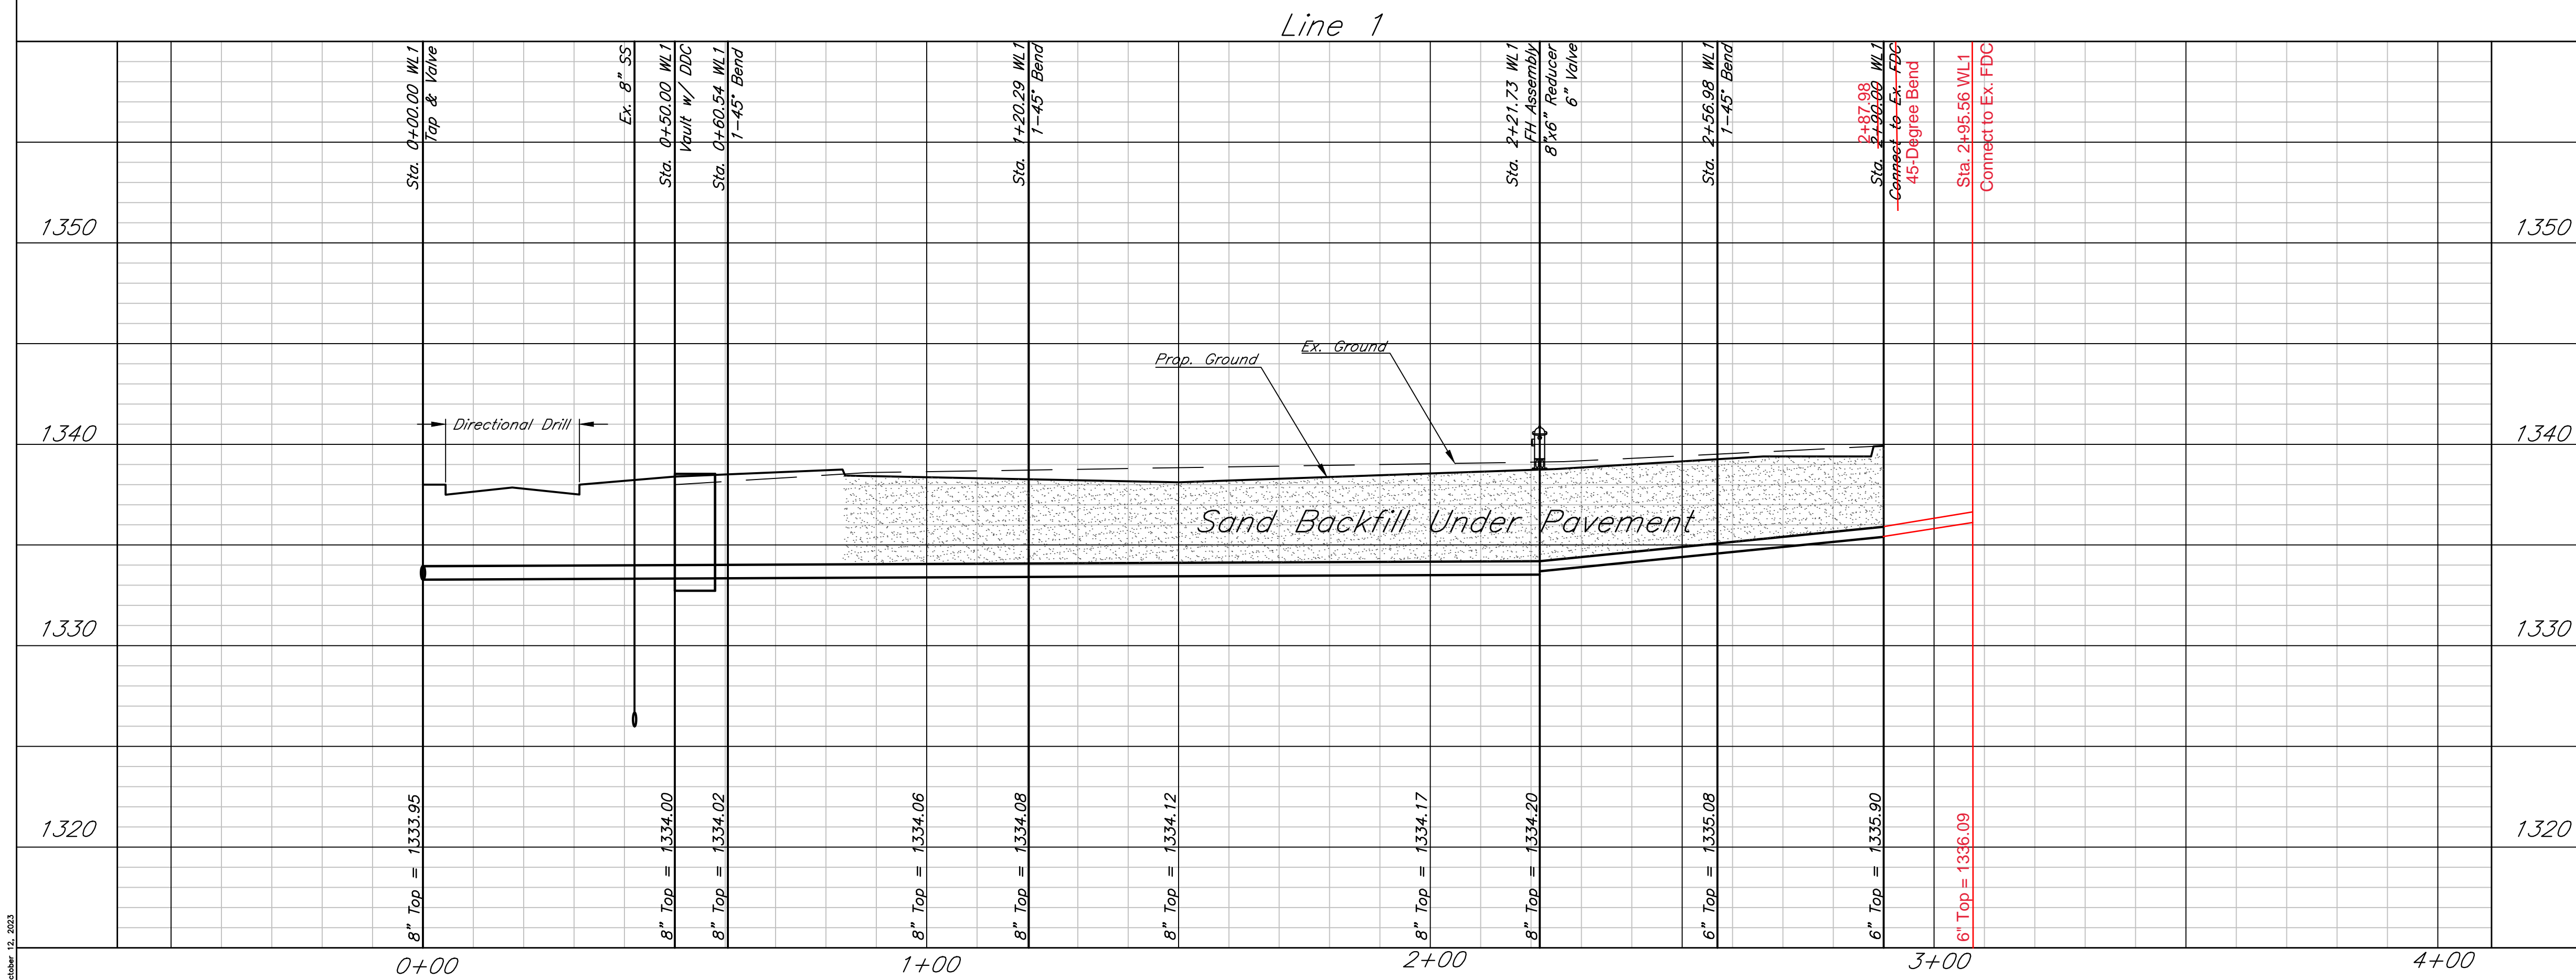 Line 1
Sta. 0+00.00 WL1
Tap & Valve
Ex. 8" SS
Sta. 0+50.00 WL1
Vault w/ DDC
Sta. 0+60.54 WL1
1-45° Bend
Sta. 1+20.29 WL1
1-45° Bend
Sta. 2+21.73 WL1
FH Assembly
8"x6" Reducer
6" Valve
Sta. 2+56.98 WL1
1-45° Bend
2+87.98
Sta. 2+90.00 WL1
Connect to Ex. FDC
45-Degree Bend
Sta. 2+95.56 WL1
Connect to Ex. FDC
1350
1350
Prop. Ground
Ex. Ground
Directional Drill
1340
1340
Sand Backfill Under Pavement
1330
1330
1320
1320
8" Top = 1333.95
8" Top = 1334.00
8" Top = 1334.02
8" Top = 1334.06
8" Top = 1334.08
8" Top = 1334.12
8" Top = 1334.17
8" Top = 1334.20
6" Top = 1335.08
6" Top = 1335.90
6" Top = 1336.09
0+00
1+00
2+00
3+00
4+00
ctober 12, 2023